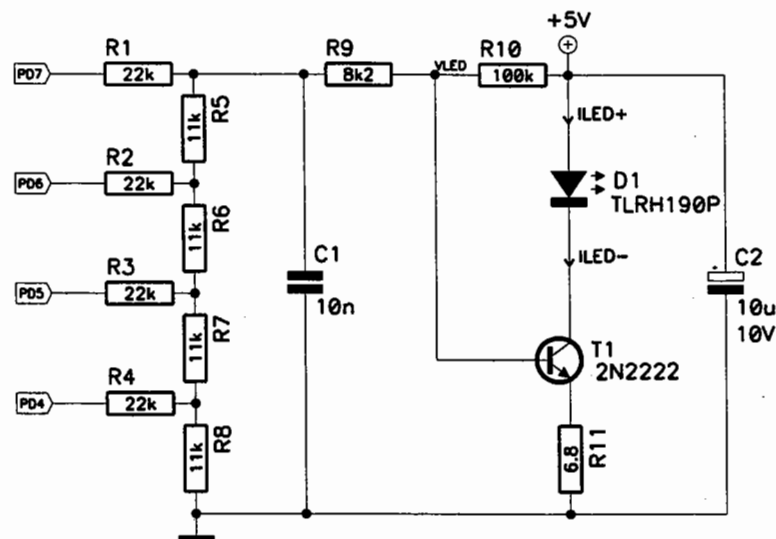 +5V
R1
R9
R10
PD7
22k
8k2
VLED
100k
R5
11k
ILED+
R2
PD6
22k
D1
TLRH190P
R6
11k
C1
10n
ILED-
C2
10u
10V
R3
PD5
22k
R7
11k
T1
2N2222
R4
PD4
22k
R8
11k
6.8
R11